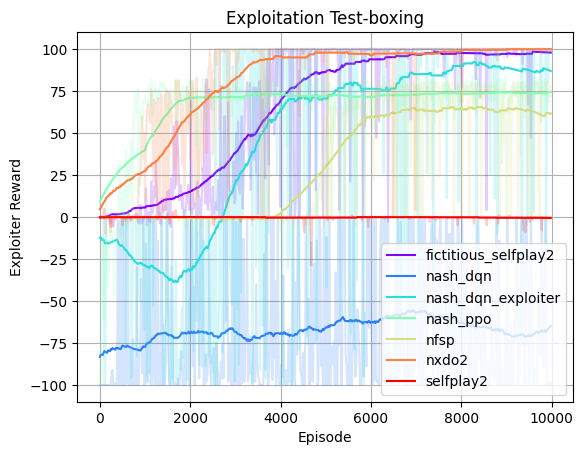 Exploitation Test-boxing
Exploiter Reward
100
75
50
25
0
−25
−50
−75
−100
fictitious_selfplay2
nash_dqn
nash_dqn_exploiter
nash_ppo
nfsp
nxdo2
selfplay2
0
2000
4000
6000
8000
10000
Episode